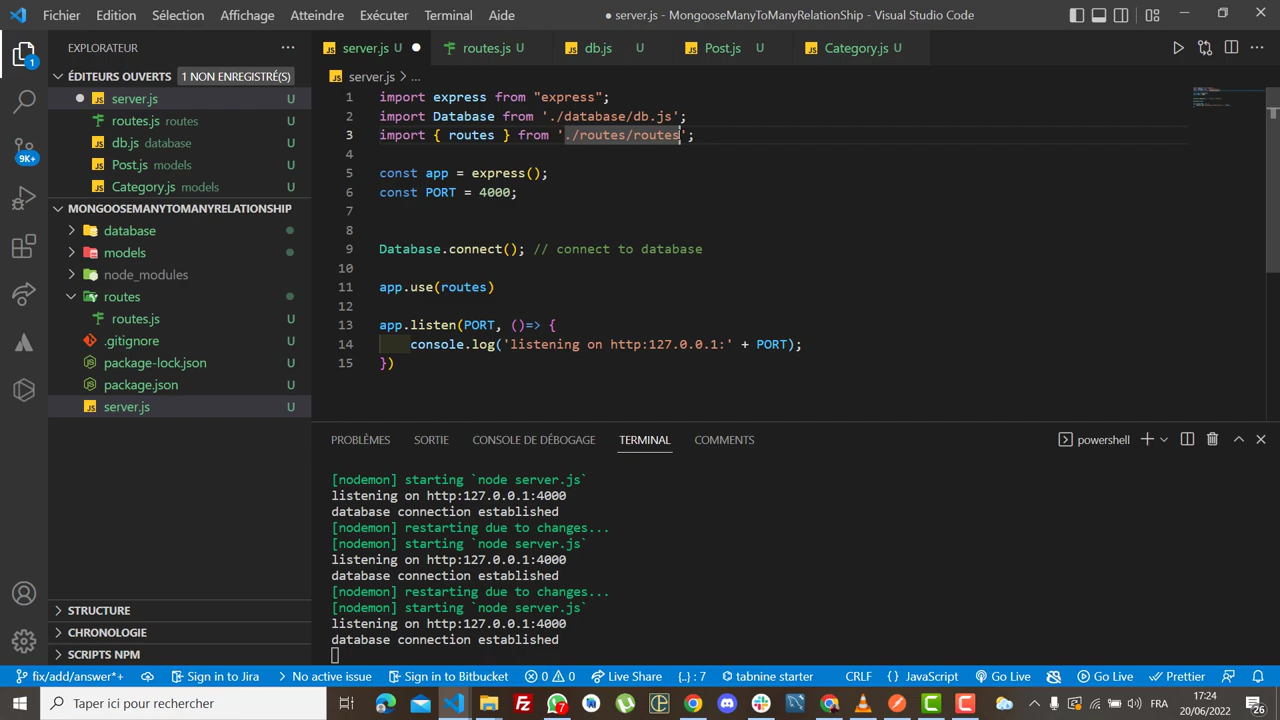 Fichier Edition Sélection Affichage Atteindre Exécuter Terminal Aide
● server.js - MongooseManyToManyRelationShip - Visual Studio Code
EXPLORATEUR
ÉDITEURS OUVERTS 1 NON ENREGISTRÉ(S)
server.js U
routes.js routes U
db.js database U
Post.js models U
Category.js models U
MONGOOSEMANYTOMANYRELATIONSHIP
database
models
node_modules
routes
routes.js U
.gitignore U
package-lock.json U
package.json U
server.js U
STRUCTURE
CHRONOLOGIE
SCRIPTS NPM
1
9K+
JS server.js U ● routes.js U JS db.js U JS Post.js U JS Category.js U
JS server.js > ...
1 import express from "express";
2 import Database from './database/db.js';
3 import { routes } from './routes/routes';
4
5 const app = express();
6 const PORT = 4000;
7
8
9 Database.connect(); // connect to database
10
11 app.use(routes)
12
13 app.listen(PORT, ()=> {
14 console.log('listening on http:127.0.0.1:' + PORT);
15 })
PROBLÈMES SORTIE CONSOLE DE DÉBOGAGE TERMINAL COMMENTS powershell
[nodemon] starting `node server.js`
listening on http:127.0.0.1:4000
database connection established
[nodemon] restarting due to changes...
[nodemon] starting `node server.js`
listening on http:127.0.0.1:4000
database connection established
[nodemon] restarting due to changes...
[nodemon] starting `node server.js`
listening on http:127.0.0.1:4000
database connection established
fix/add/answer*+ Sign in to Jira No active issue Sign in to Bitbucket 0 0 Live Share {..} : 7 tabnine starter CRLF {} JavaScript Go Live Go Live Prettier
Taper ici pour rechercher
7
FRA
17:24
20/06/2022
26